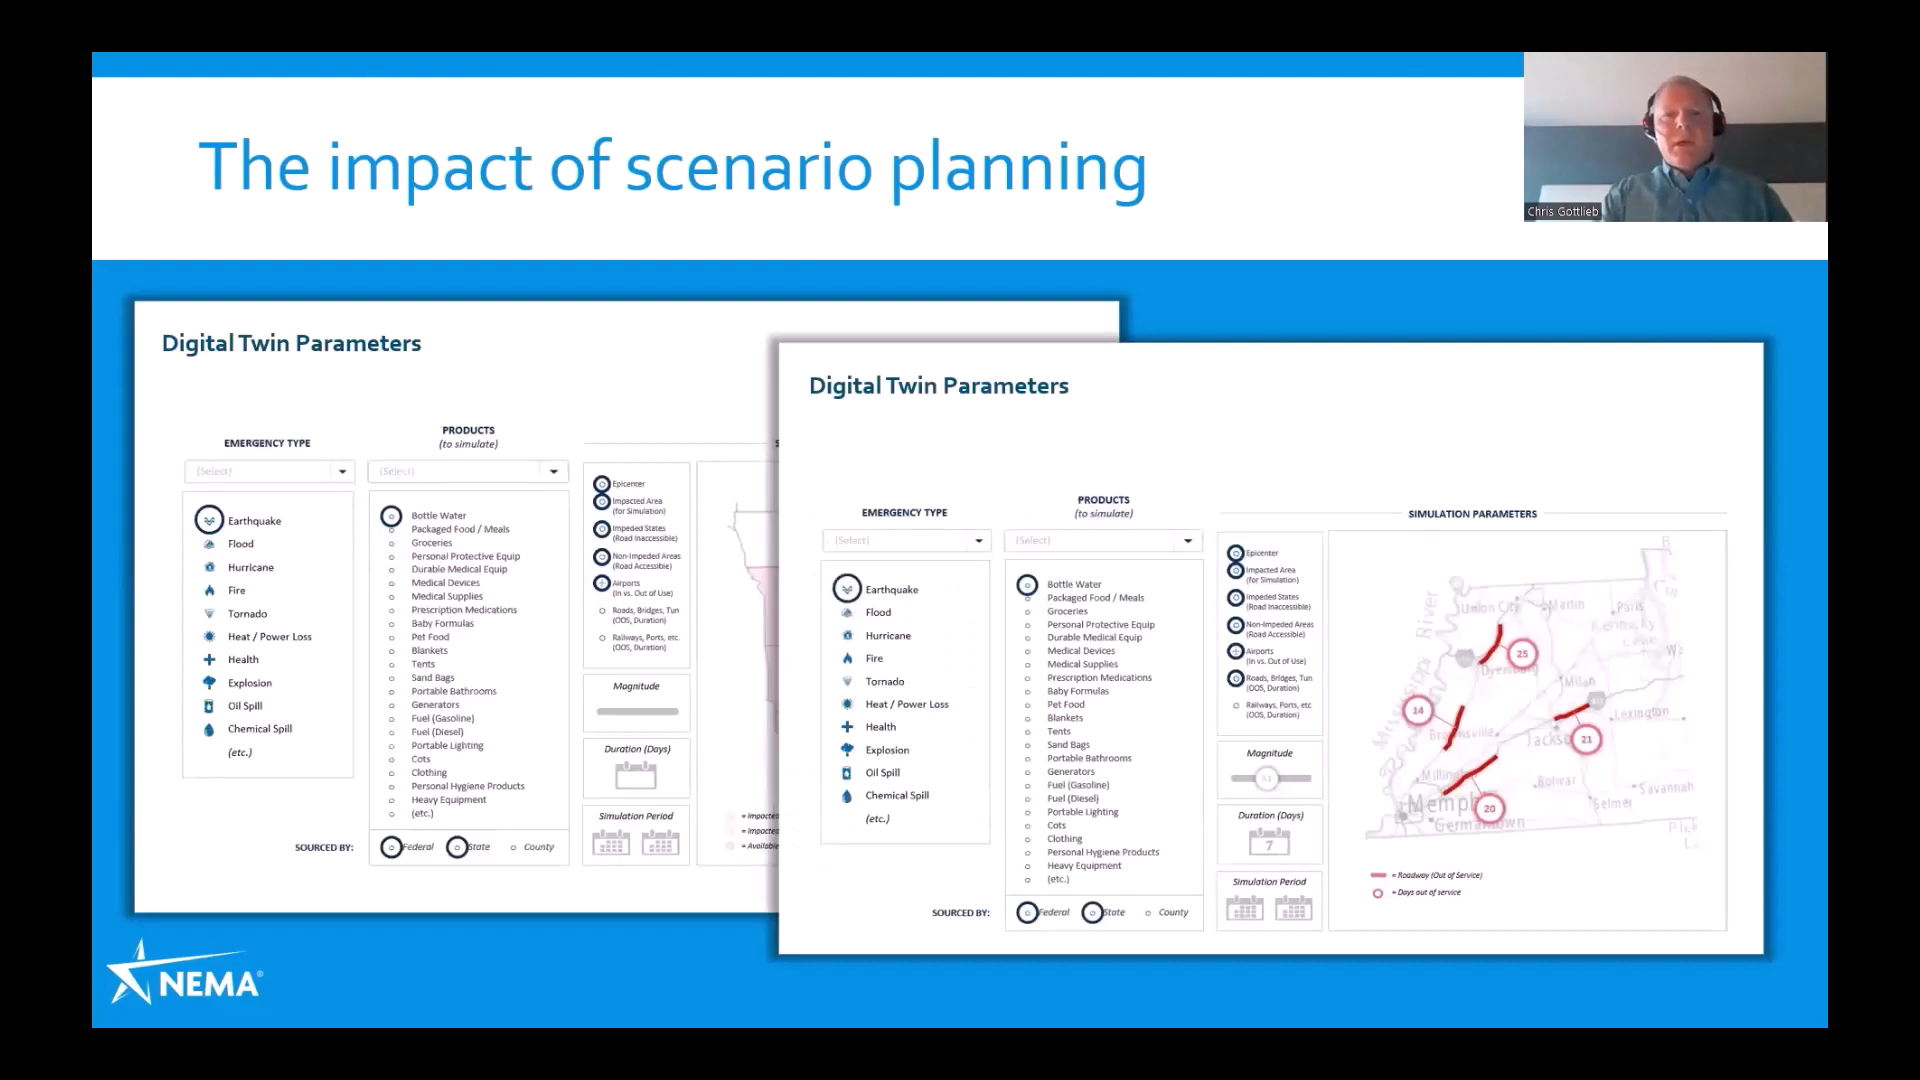 The impact of scenario planning
Chris Gottlieb
Digital Twin Parameters
EMERGENCY TYPE
(Select)
Earthquake
Flood
Hurricane
Fire
Tornado
Heat / Power Loss
Health
Explosion
Oil Spill
Chemical Spill
(etc.)
PRODUCTS
(to simulate)
(Select)
Bottle Water
Packaged Food / Meals
Groceries
Personal Protective Equip
Durable Medical Equip
Medical Devices
Medical Supplies
Prescription Medications
Baby Formulas
Pet Food
Blankets
Tents
Sand Bags
Portable Bathrooms
Generators
Fuel (Gasoline)
Fuel (Diesel)
Portable Lighting
Cots
Clothing
Personal Hygiene Products
Heavy Equipment
(etc.)
SOURCED BY:
Federal
State
County
Epicenter
Impacted Area
(for Simulation)
Impeded States
(Road Inaccessible)
Non-Impeded Areas
(Road Accessible)
Airports
(In vs. Out of Use)
Roads, Bridges, Tun
(OOS, Duration)
Railways, Ports, etc.
(OOS, Duration)
Magnitude
Duration (Days)
Simulation Period
= Impacted
= Impacted
= Available
Digital Twin Parameters
EMERGENCY TYPE
(Select)
Earthquake
Flood
Hurricane
Fire
Tornado
Heat / Power Loss
Health
Explosion
Oil Spill
Chemical Spill
(etc.)
PRODUCTS
(to simulate)
(Select)
Bottle Water
Packaged Food / Meals
Groceries
Personal Protective Equip
Durable Medical Equip
Medical Devices
Medical Supplies
Prescription Medications
Baby Formulas
Pet Food
Blankets
Tents
Sand Bags
Portable Bathrooms
Generators
Fuel (Gasoline)
Fuel (Diesel)
Portable Lighting
Cots
Clothing
Personal Hygiene Products
Heavy Equipment
(etc.)
SOURCED BY:
Federal
State
County
SIMULATION PARAMETERS
Epicenter
Impacted Area
(for Simulation)
Impeded States
(Road Inaccessible)
Non-Impeded Areas
(Road Accessible)
Airports
(In vs. Out of Use)
Roads, Bridges, Tun
(OOS, Duration)
Railways, Ports, etc
(OOS, Duration)
Magnitude
Duration (Days)
7
Simulation Period
Mississippi River
Union City
Martin
Paris
Kentucky
Lake
25
Dyersburg
Milan
14
Brownsville
Lexington
Jackson
21
Millington
Bolivar
Savannah
Memphis
20
Selmer
Germantown
= Roadway (Out of Service)
= Days out of service
NEMA®